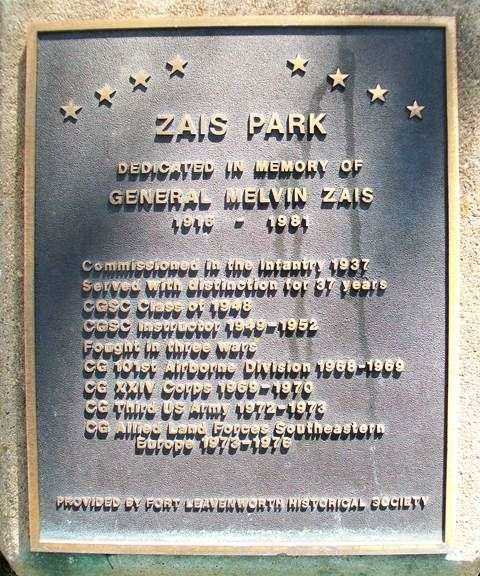 ZAIS PARK
DEDICATED IN MEMORY OF
GENERAL MELVIN ZAIS
1916 - 1981
Commissioned in the Infantry 1937
Served with distinction for 37 years
CGSC Class of 1948
CGSC Instructor 1949-1952
Fought in three wars
CG 101st Airborne Division 1968-1969
CG XXIV Corps 1969-1970
CG Third US Army 1972-1973
CG Allied Land Forces Southeastern
Europe 1973-1976
PROVIDED BY FORT LEAVENWORTH HISTORICAL SOCIETY